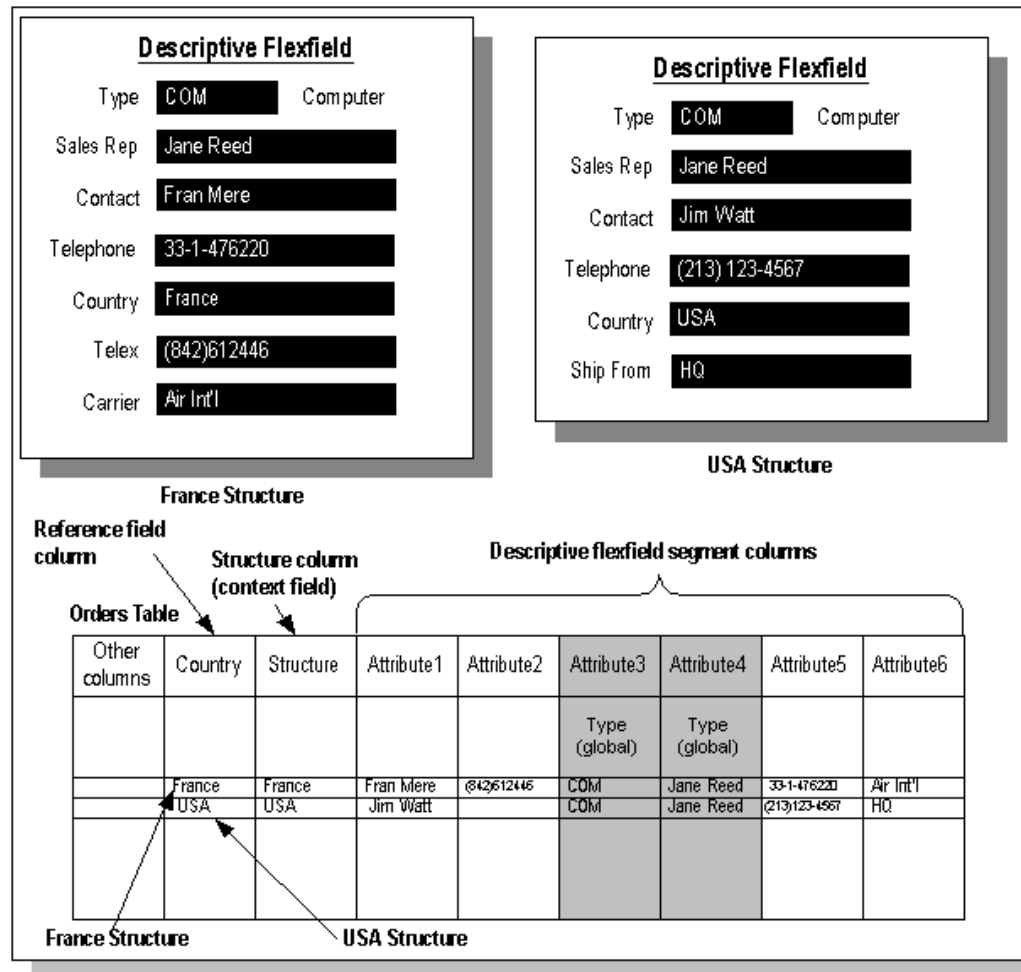 Descriptive Flexfield
Type COM Computer
Sales Rep Jane Reed
Contact Fran Mere
Telephone 33-1-476220
Country France
Telex (842)612446
Carrier Air Int'l
France Structure
Descriptive Flexfield
Type COM Computer
Sales Rep Jane Reed
Contact Jim Watt
Telephone (213) 123-4567
Country USA
Ship From HQ
USA Structure
Reference field
column
Structure column
(context field)
Descriptive flexfield segment columns
Orders Table
Other
columns
Country
Structure
Attribute1
Attribute2
Attribute3
Attribute4
Attribute5
Attribute6
Type
(global)
Type
(global)
France France Fran Mere (842)612446 COM Jane Reed 33-1-476220 Air Int'l
USA USA Jim Watt COM Jane Reed (213)123-4567 HQ
France Structure
USA Structure